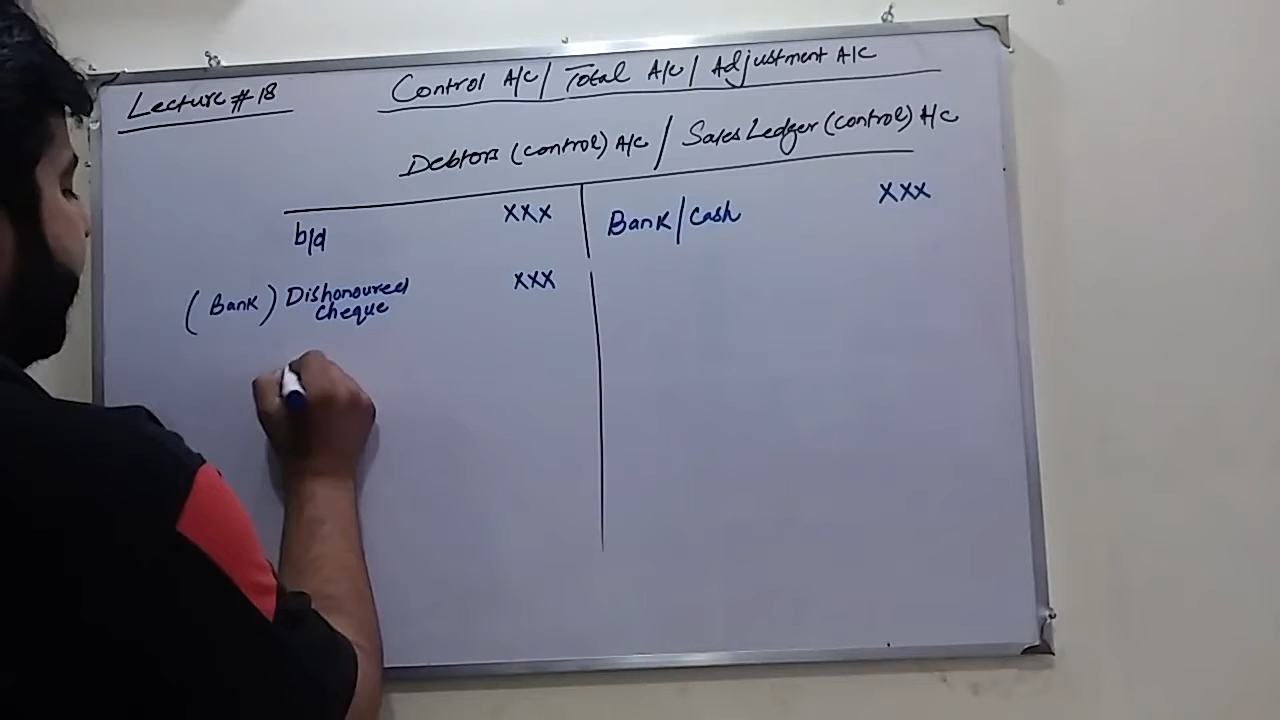 Lecture # 18
Control A/C / Total A/C / Adjustment A/C
Debtors (control) A/C / Sales Ledger (control) A/C
b/d XXX Bank/Cash XXX
(Bank) Dishonoured XXX
cheque